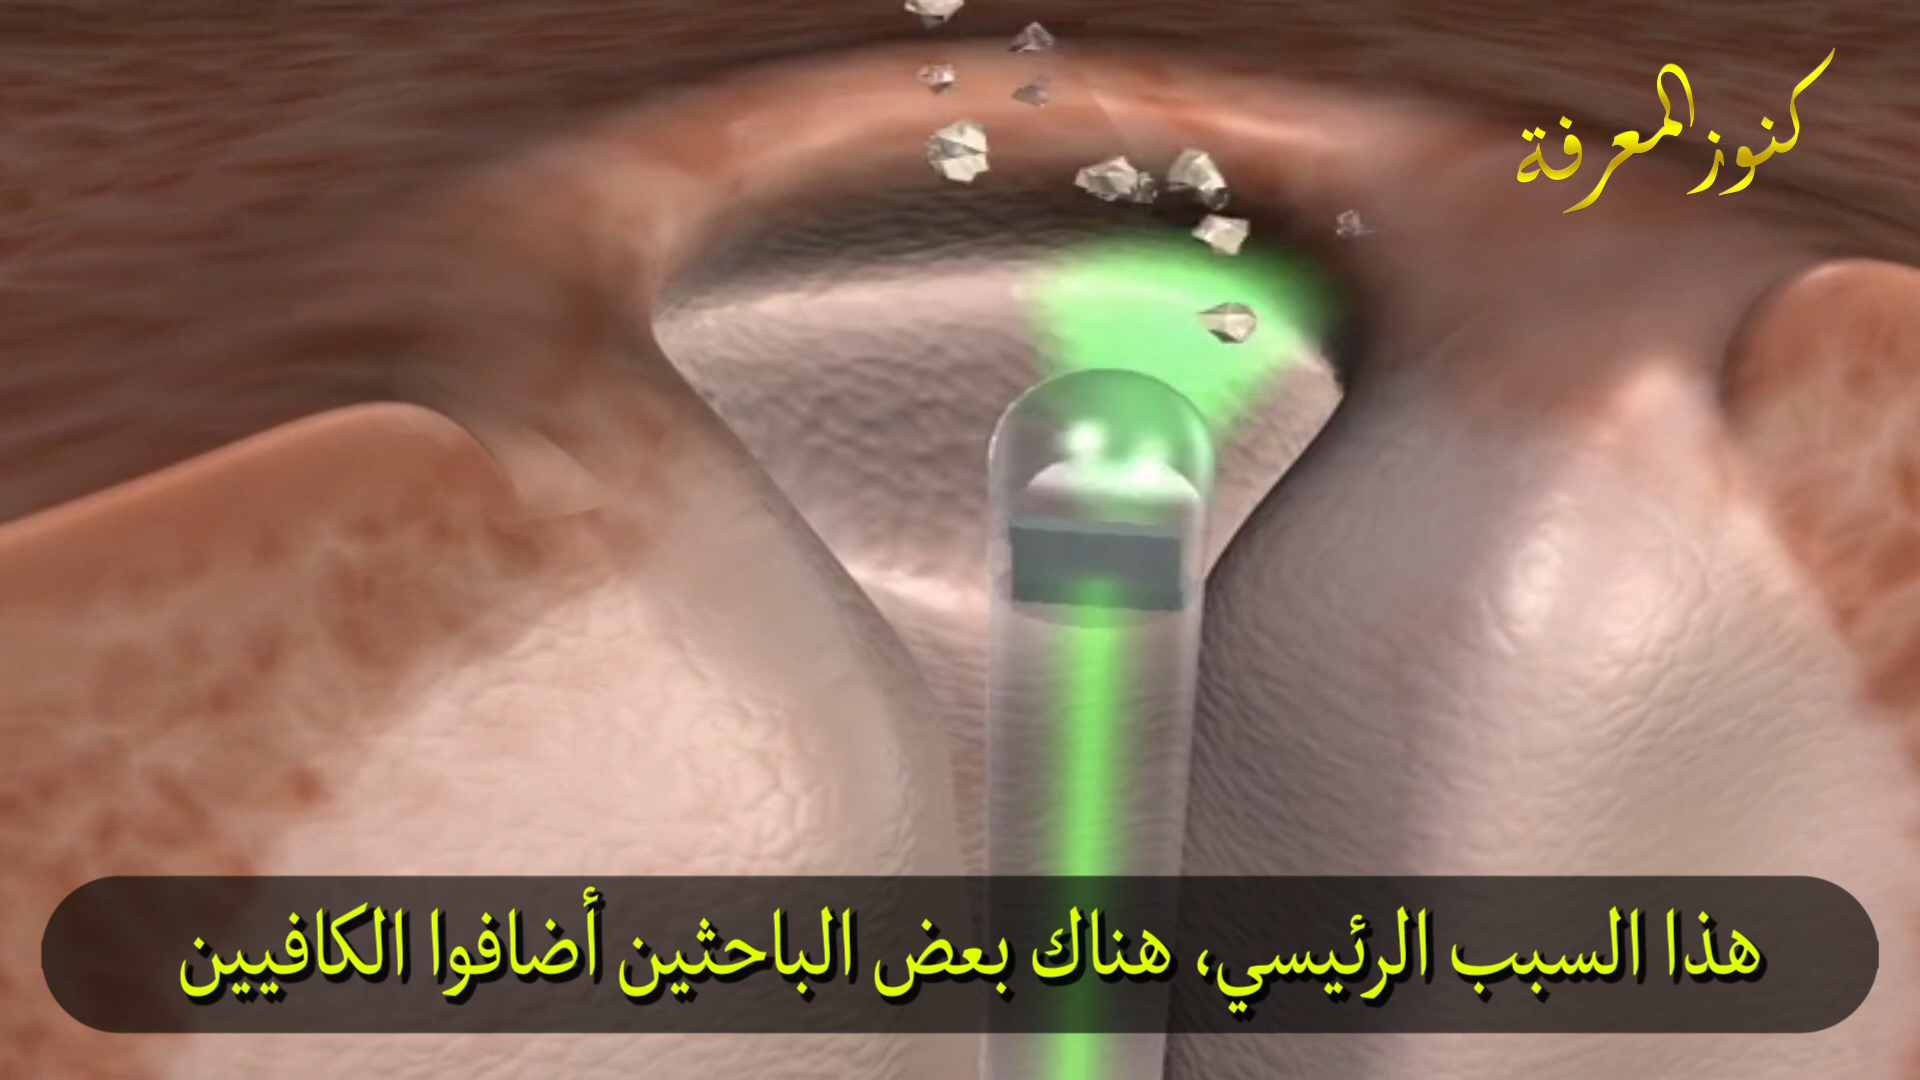 كنوز المعرفة
هذا السبب الرئيسي، هناك بعض الباحثين أضافوا الكافيين